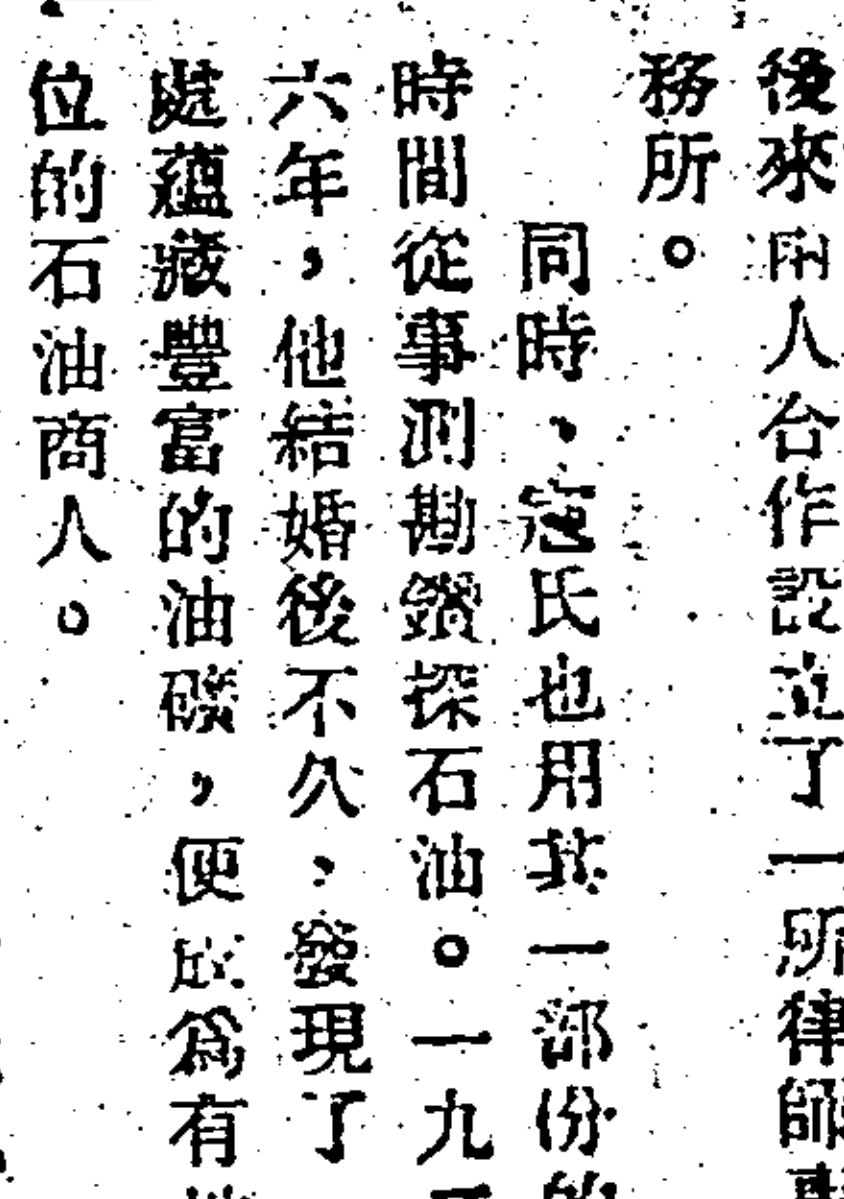 後來兩人合作設立了一所律師事
務所。
同時,寇氏也用其一部份的
時間從事測勘鑽探石油。一九
六年,他結婚後不久,發現了
處蘊藏豐富的油礦,便成為有
位的石油商人。